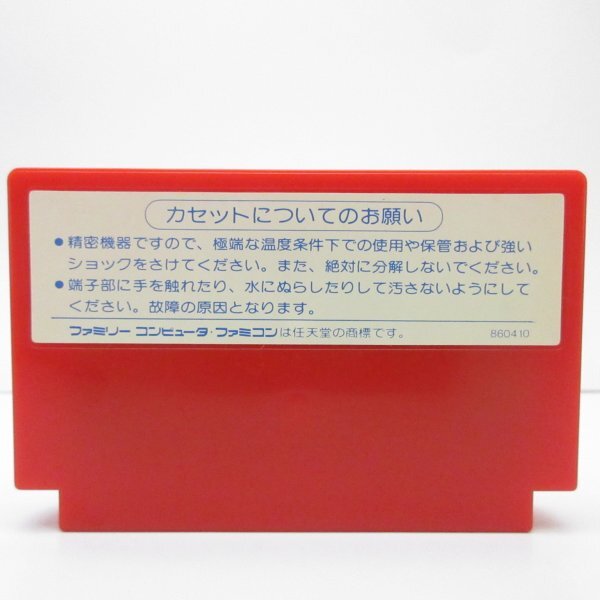 カセットについてのお願い
●精密機器ですので、極端な温度条件下での使用や保管および強い
ショックをさけてください。また、絶対に分解しないでください。
●端子部に手を触れたり、水にぬらしたりして汚さないようにして
ください。故障の原因となります。
ファミリー コンピュータ・ファミコンは任天堂の商標です。 860410